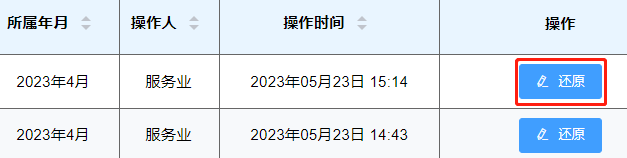 所属年月 操作人 操作时间 操作
2023年4月 服务业 2023年05月23日 15:14 还原
2023年4月 服务业 2023年05月23日 14:43 还原